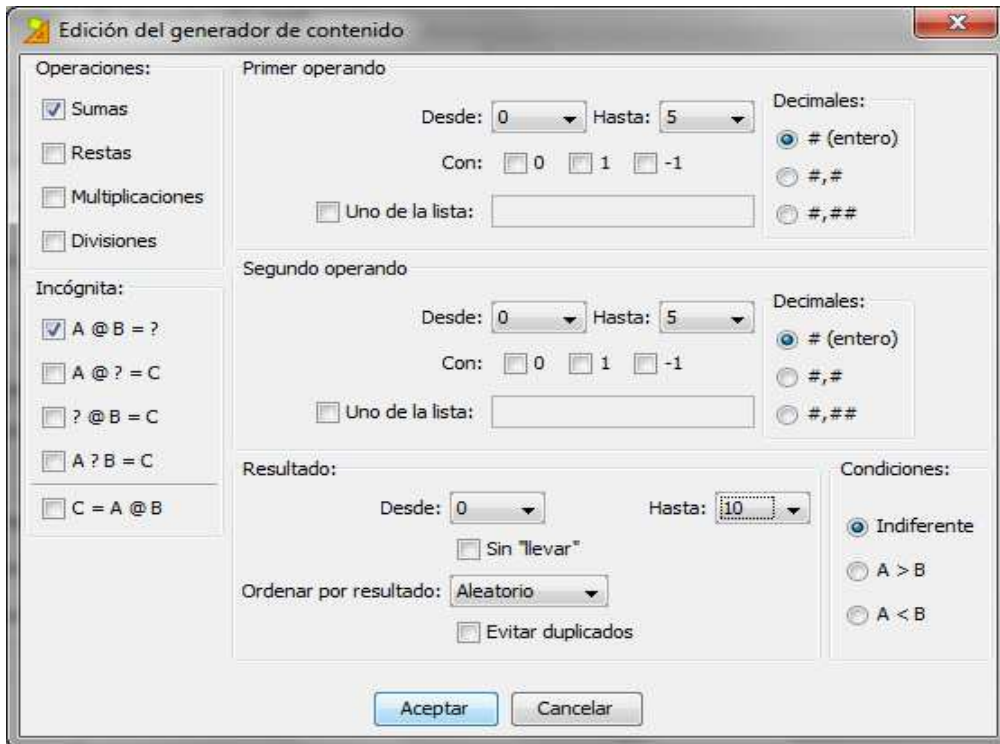 Edición del generador de contenido
Operaciones:
Sumas
Restas
Multiplicaciones
Divisiones
Incógnita:
A @ B = ?
A @ ? = C
? @ B = C
A ? B = C
C = A @ B
Primer operando
Desde: 0 Hasta: 5
Con: 0 1 -1
Uno de la lista:
Decimales:
# (entero)
#,#
#,##
Segundo operando
Desde: 0 Hasta: 5
Con: 0 1 -1
Uno de la lista:
Decimales:
# (entero)
#,#
#,##
Resultado:
Desde: 0 Hasta: 10
Sin "llevar"
Ordenar por resultado: Aleatorio
Evitar duplicados
Condiciones:
Indiferente
A > B
A < B
Aceptar Cancelar